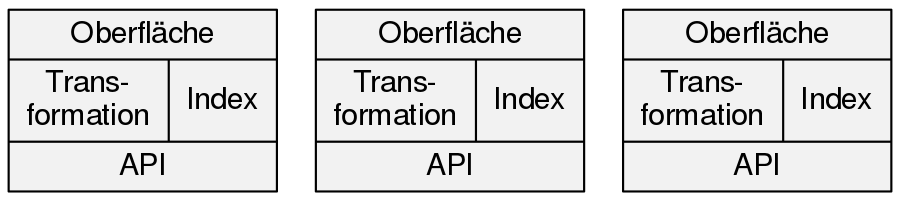 Oberfläche
Trans-
formation
Index
API
Oberfläche
Trans-
formation
Index
API
Oberfläche
Trans-
formation
Index
API